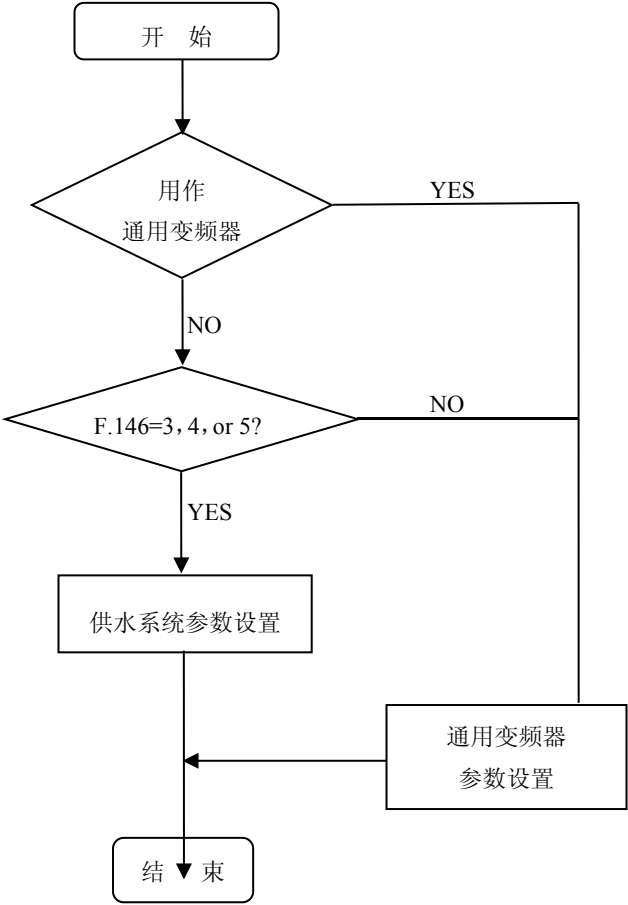 开 始
用作
通用变频器
YES
NO
F.146=3，4，or 5?
NO
YES
供水系统参数设置
通用变频器
参数设置
结 束